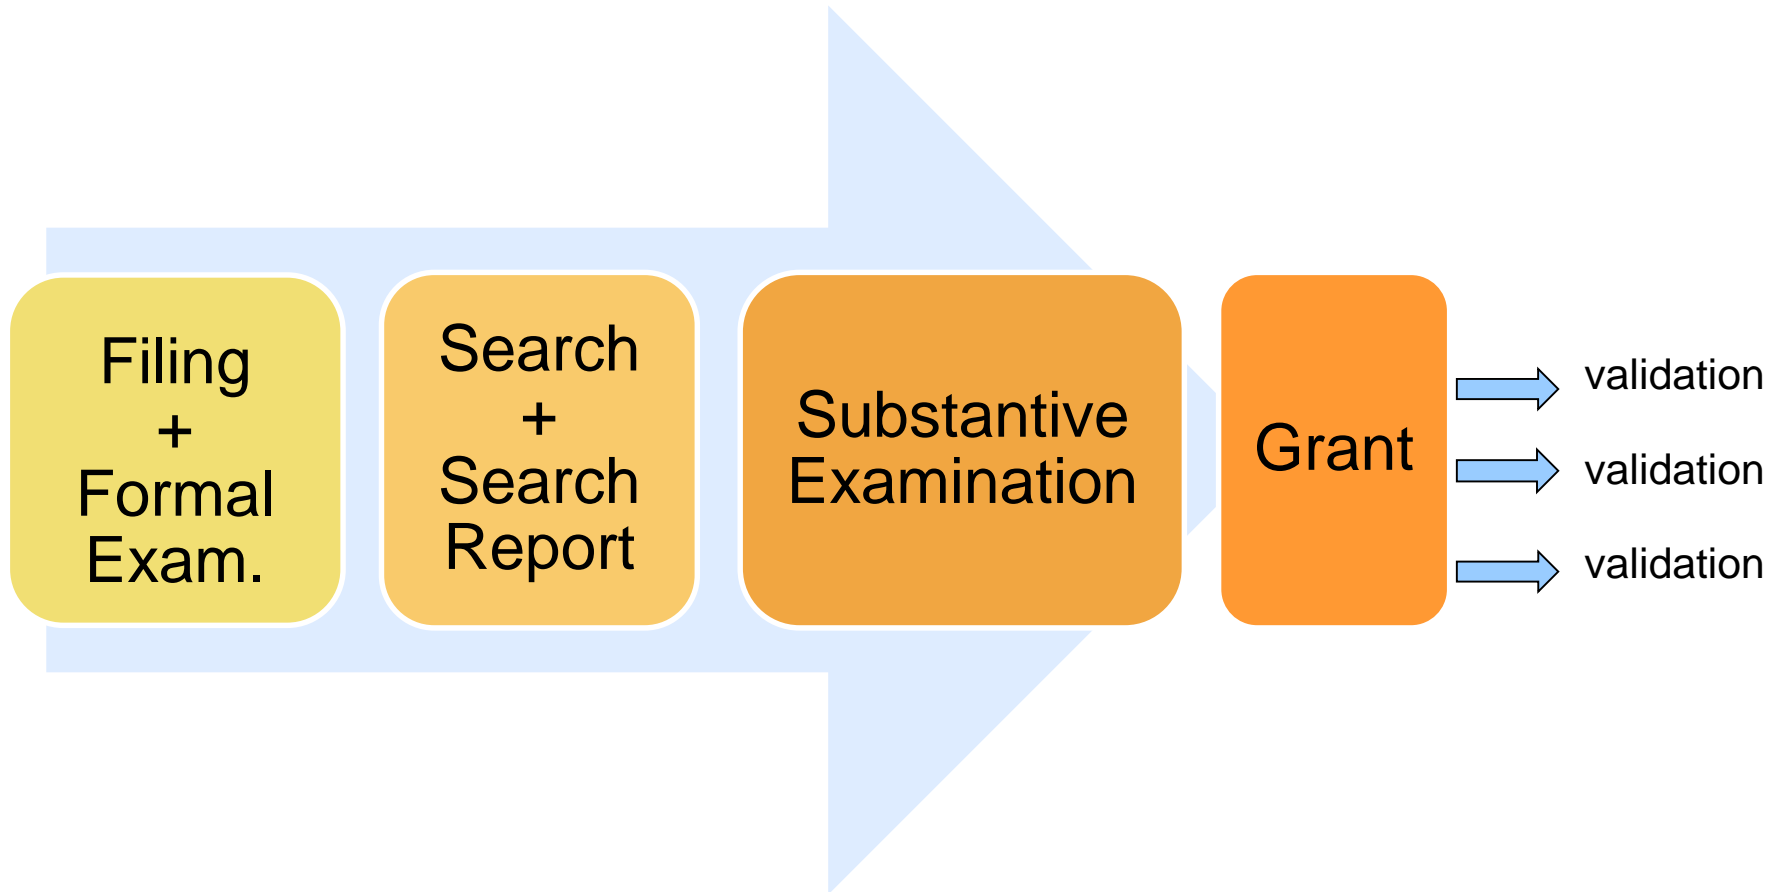 Filing
+
Formal
Exam.
Search
+
Search
Report
Substantive
Examination
Grant
validation
validation
validation